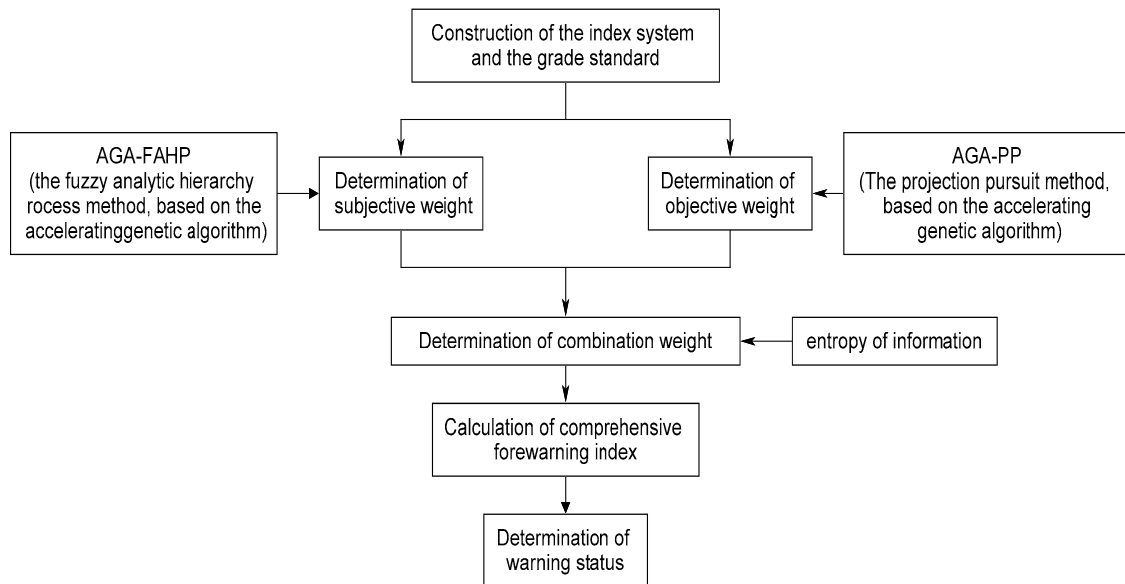 Construction of the index system
and the grade standard
AGA-FAHP
(the fuzzy analytic hierarchy
rocess method, based on the
acceleratinggenetic algorithm)
Determination of
subjective weight
Determination of
objective weight
AGA-PP
(The projection pursuit method,
based on the accelerating
genetic algorithm)
Determination of combination weight
entropy of information
Calculation of comprehensive
forewarning index
Determination of
warning status